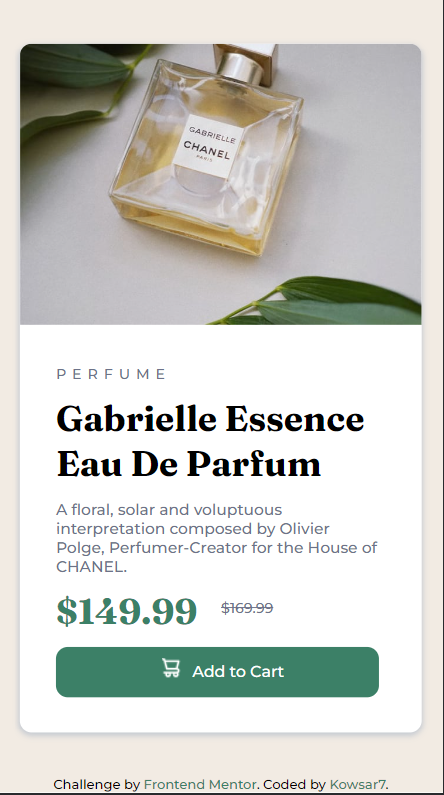 GABRIELLE
CHANEL
PARIS
PERFUME
Gabrielle Essence
Eau De Parfum
A floral, solar and voluptuous
interpretation composed by Olivier
Polge, Perfumer-Creator for the House of
CHANEL.
$149.99 $169.99
Add to Cart
Challenge by Frontend Mentor. Coded by Kowsar7.